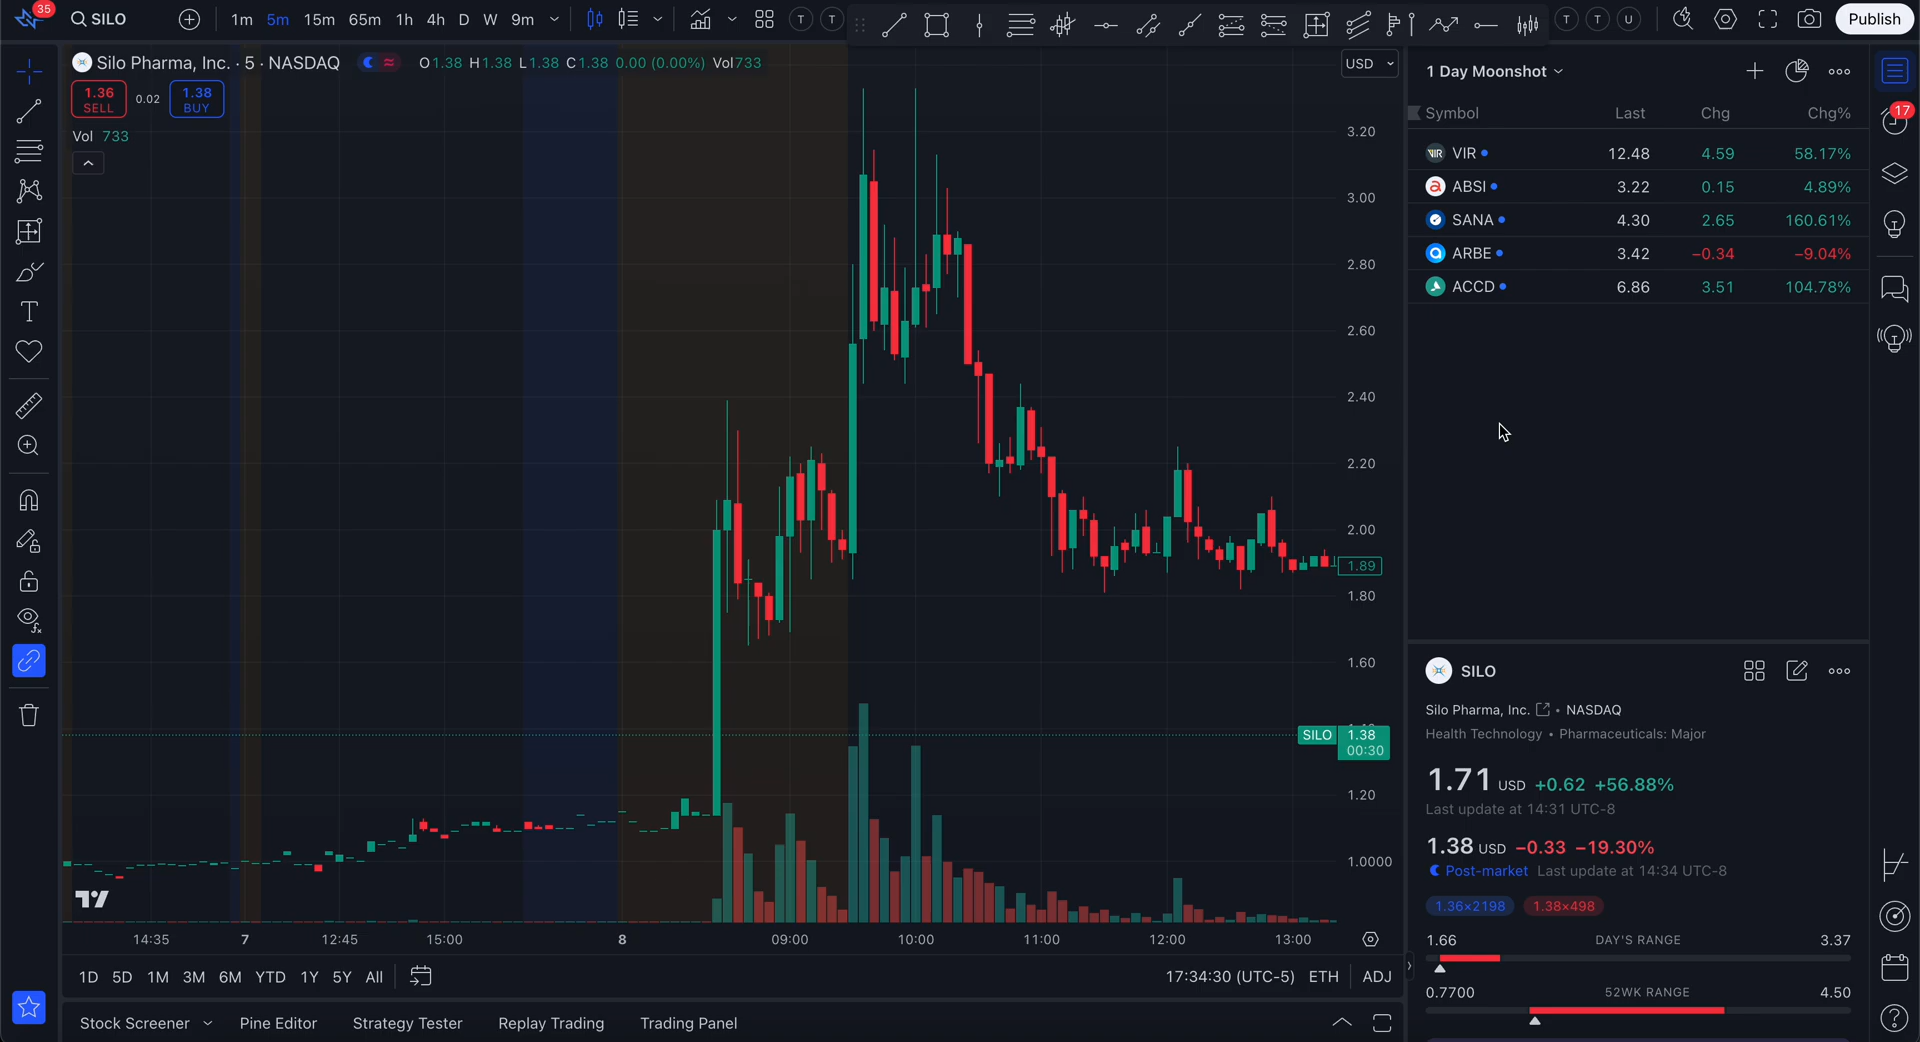 35
SILO
1m 5m 15m 65m 1h 4h D W 9m
T T
T T U
Publish
Silo Pharma, Inc. · 5 · NASDAQ
O1.38 H1.38 L1.38 C1.38 0.00 (0.00%) Vol733
USD
1.36 SELL
0.02
1.38 BUY
Vol 733
3.20
3.00
2.80
2.60
2.40
2.20
2.00
1.89
1.80
1.60
SILO 1.38
00:30
1.20
1.0000
14:35 7 12:45 15:00 8 09:00 10:00 11:00 12:00 13:00
1D 5D 1M 3M 6M YTD 1Y 5Y All
17:34:30 (UTC-5) ETH ADJ
Stock Screener Pine Editor Strategy Tester Replay Trading Trading Panel
1 Day Moonshot
17
Symbol Last Chg Chg%
VIR 12.48 4.59 58.17%
ABSI 3.22 0.15 4.89%
SANA 4.30 2.65 160.61%
ARBE 3.42 −0.34 −9.04%
ACCD 6.86 3.51 104.78%
SILO
Silo Pharma, Inc. • NASDAQ
Health Technology • Pharmaceuticals: Major
1.71 USD +0.62 +56.88%
Last update at 14:31 UTC-8
1.38 USD −0.33 −19.30%
Post-market Last update at 14:34 UTC-8
1.36×2198 1.38×498
1.66 DAY'S RANGE 3.37
0.7700 52WK RANGE 4.50